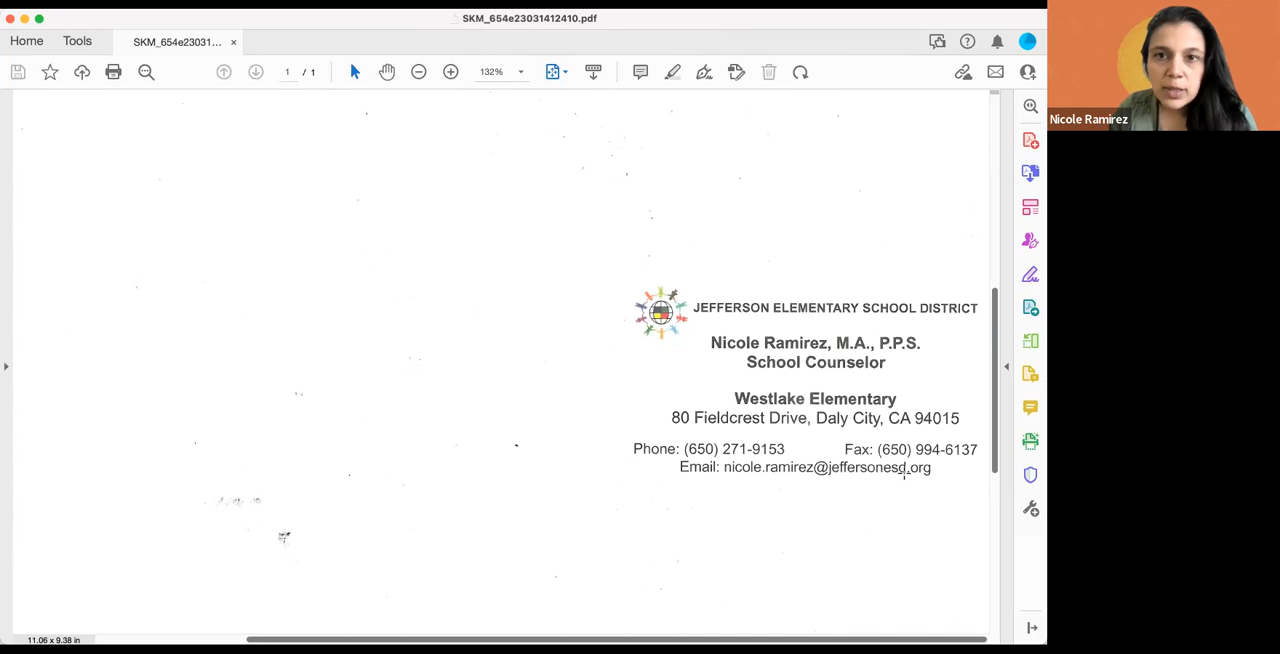 SKM_654e23031412410.pdf
Home
Tools
SKM_654e23031...
1 / 1
132%
Nicole Ramirez
JEFFERSON ELEMENTARY SCHOOL DISTRICT
Nicole Ramirez, M.A., P.P.S.
School Counselor
Westlake Elementary
80 Fieldcrest Drive, Daly City, CA 94015
Phone: (650) 271-9153 Fax: (650) 994-6137
Email: nicole.ramirez@jeffersonesd.org
11.06 x 9.38 in